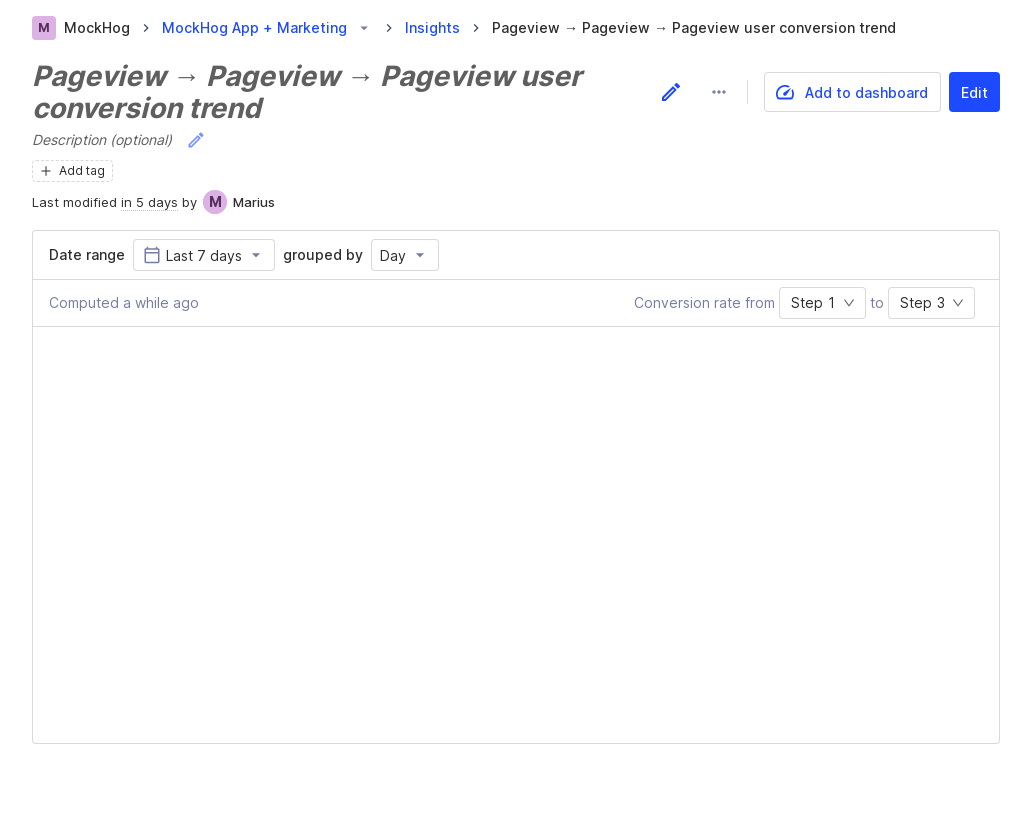 M MockHog MockHog App + Marketing Insights Pageview → Pageview → Pageview user conversion trend
Pageview → Pageview → Pageview user
conversion trend
Add to dashboard
Edit
Description (optional)
Add tag
Last modified in 5 days by M Marius
Date range Last 7 days grouped by Day
Computed a while ago
Conversion rate from Step 1 to Step 3